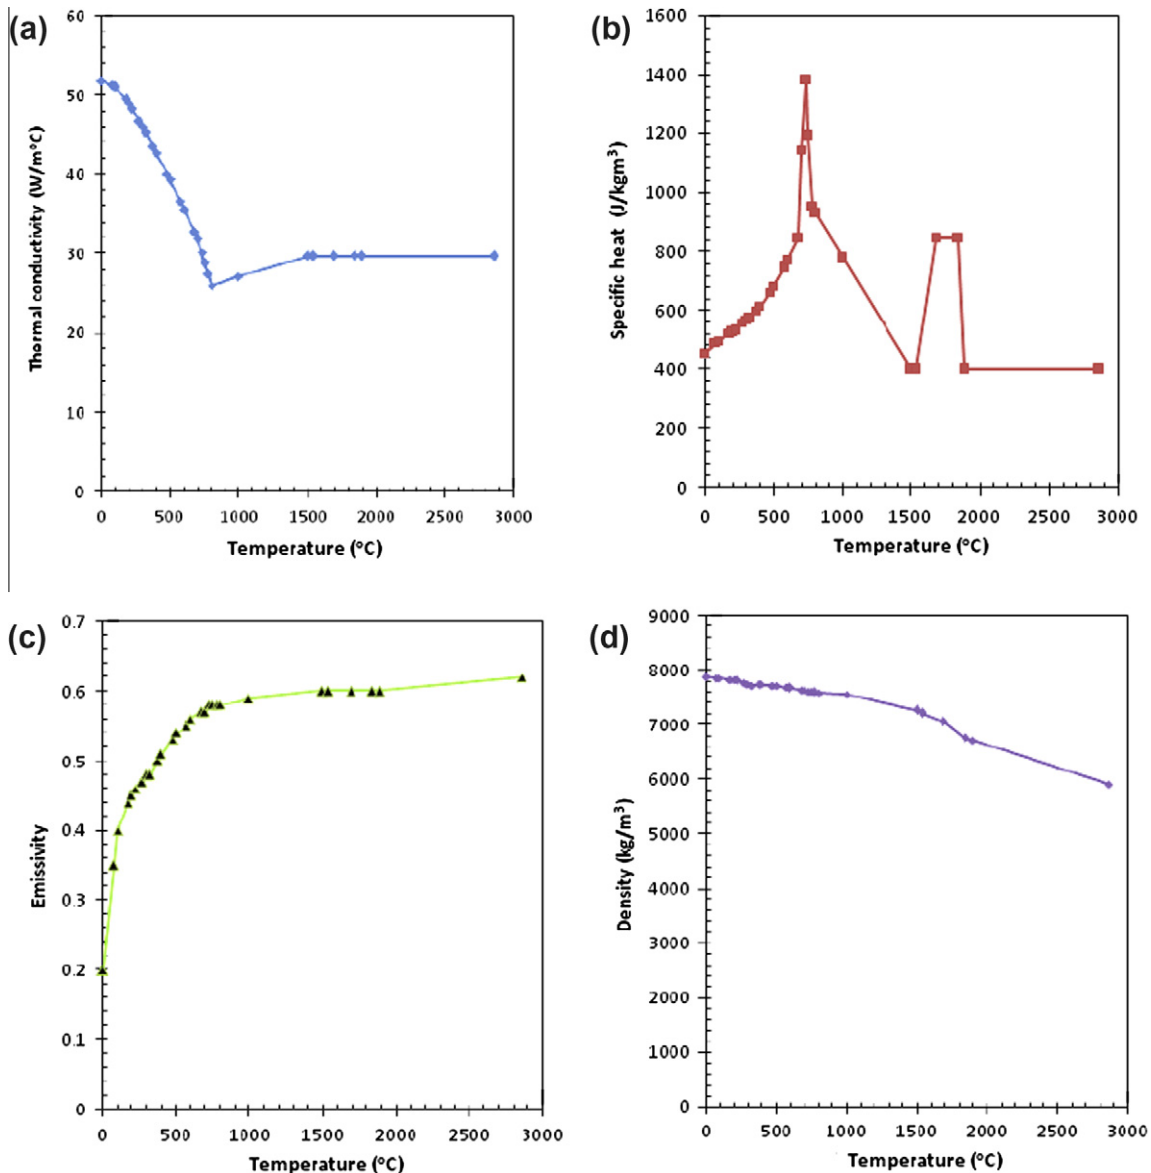 (a)
60
50
40
30
20
10
0
Thermal conductivity (W/m°C)
0 500 1000 1500 2000 2500 3000
Temperature (°C)
(b)
1600
1400
1200
1000
800
600
400
200
0
Specific heat (J/kgm³)
0 500 1000 1500 2000 2500 3000
Temperature (°C)
(c)
0.7
0.6
0.5
0.4
0.3
0.2
0.1
0
Emissivity
0 500 1000 1500 2000 2500 3000
Temperature (°C)
(d)
9000
8000
7000
6000
5000
4000
3000
2000
1000
0
Density (kg/m³)
0 500 1000 1500 2000 2500 3000
Temperature (°C)